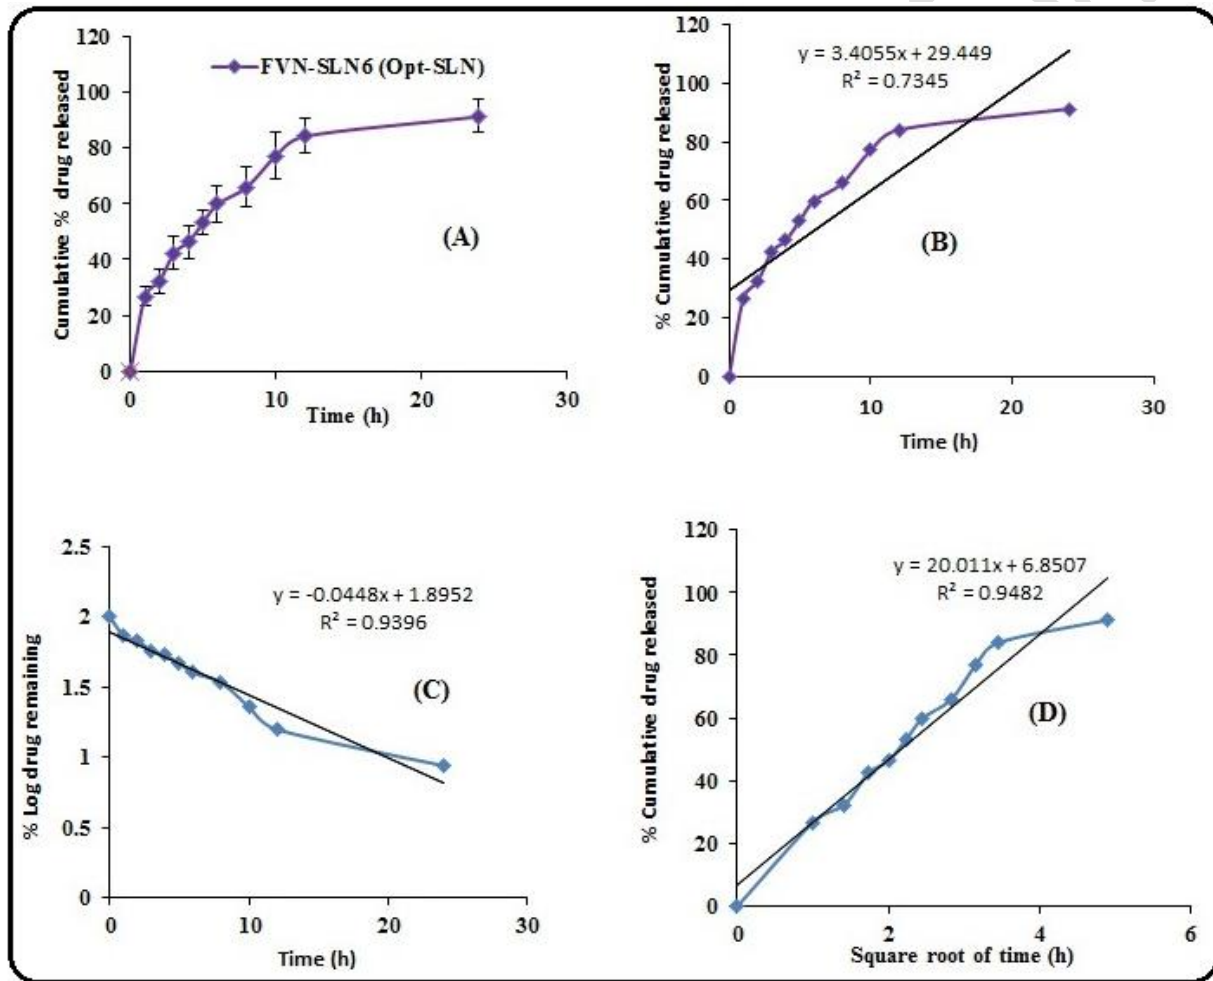 120
100
80
60
40
20
0
Cumulative % drug released
FVN-SLN6 (Opt-SLN)
(A)
0 10 20 30
Time (h)
120
100
80
60
40
20
0
% Cumulative drug released
y = 3.4055x + 29.449
R² = 0.7345
(B)
0 10 20 30
Time (h)
2.5
2
1.5
1
0.5
0
% Log drug remaining
y = -0.0448x + 1.8952
R² = 0.9396
(C)
0 10 20 30
Time (h)
120
100
80
60
40
20
0
% Cumulative drug released
y = 20.011x + 6.8507
R² = 0.9482
(D)
0 2 4 6
Square root of time (h)